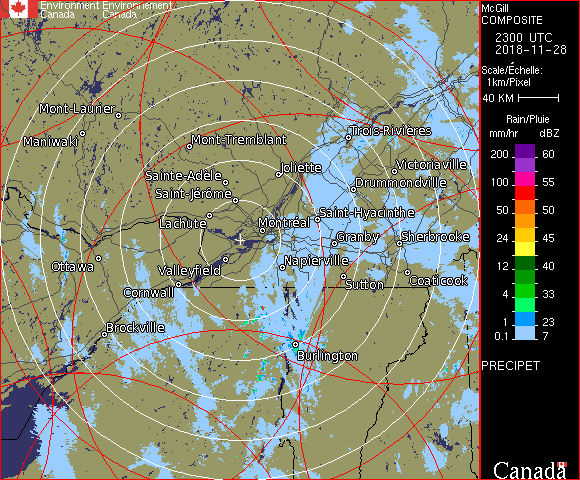 Environment Environnement
Canada Canada
McGill
COMPOSITE
2300 UTC
2018-11-28
Scale/Échelle:
1km/Pixel
40 KM
Rain/Pluie
mm/hr dBZ
200 60
150 57
100 55
50 50
24 45
12 40
4 33
1 23
0.1 7
PRECIPET
Canada
Mont-Laurier
Maniwaki
Mont-Tremblant
Trois-Rivières
Joliette
Victoriaville
Sainte-Adèle
Drummondville
Saint-Jérôme
Saint-Hyacinthe
Lachute
Montréal
Granby
Sherbrooke
Ottawa
Valleyfield
Napierville
Sutton
Coaticook
Cornwall
Brockville
Burlington